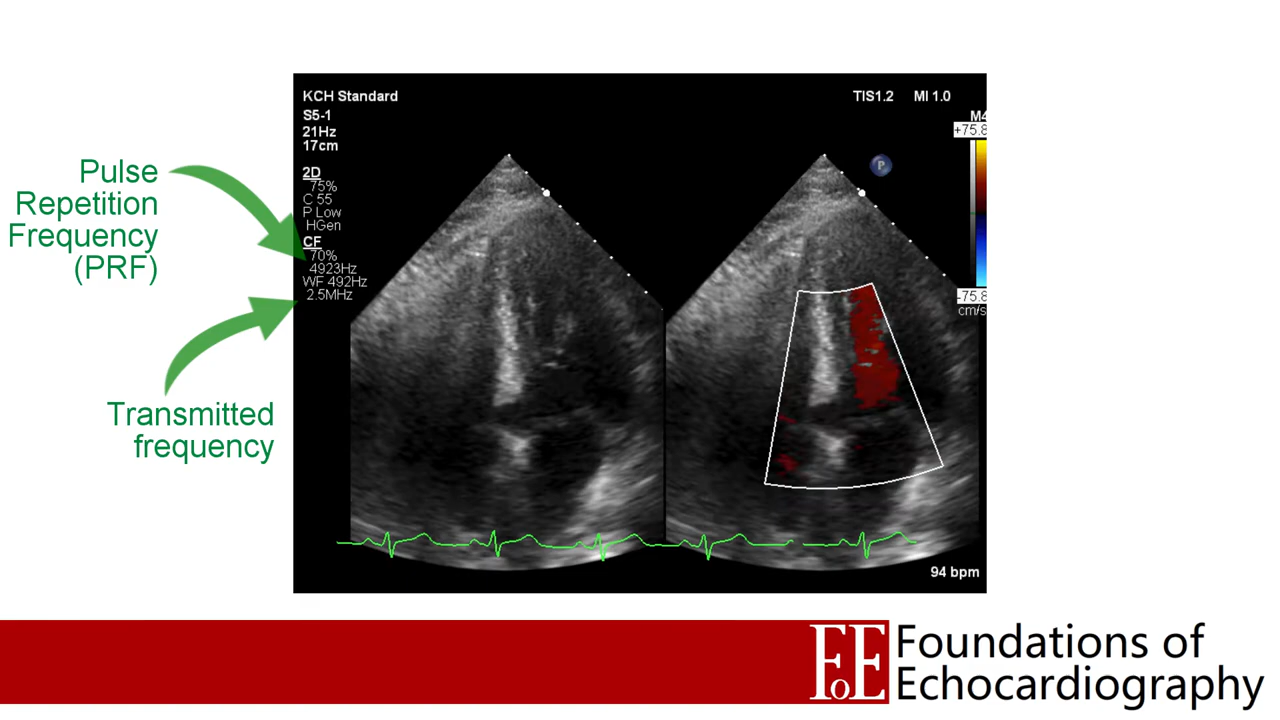 KCH Standard
TIS1.2 MI 1.0
S5-1
21Hz
17cm
M4
+75.8
2D
75%
C 55
P Low
HGen
CF
70%
4923Hz
WF 492Hz
2.5MHz
P
-75.8
cm/s
Pulse
Repetition
Frequency
(PRF)
Transmitted
frequency
94 bpm
FoE
Foundations of
Echocardiography